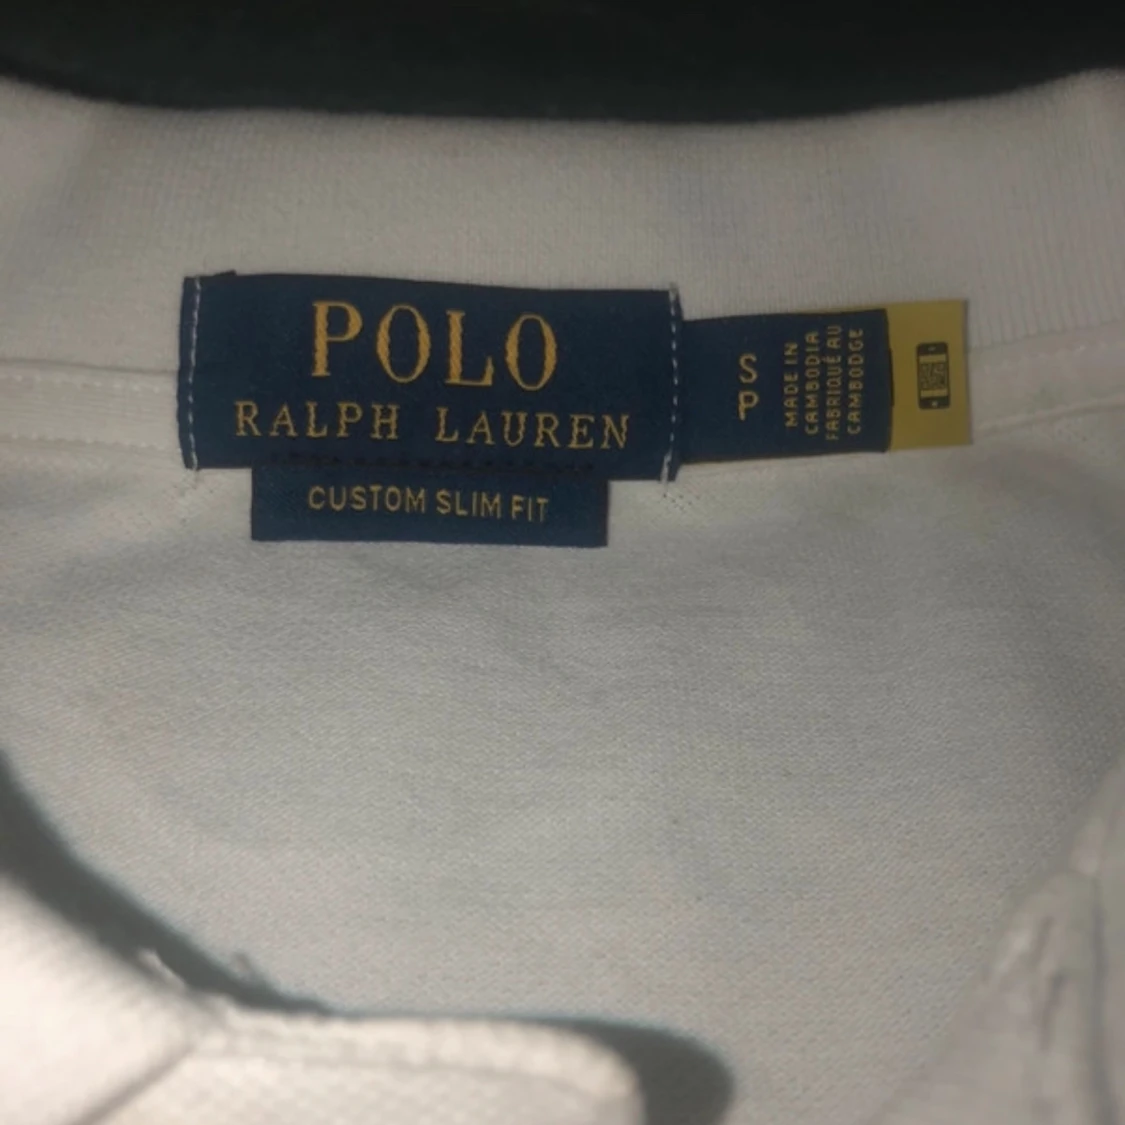 POLO
RALPH LAUREN
CUSTOM SLIM FIT
S
P
MADE IN
CAMBODIA
FABRIQUÉ AU
CAMBODGE